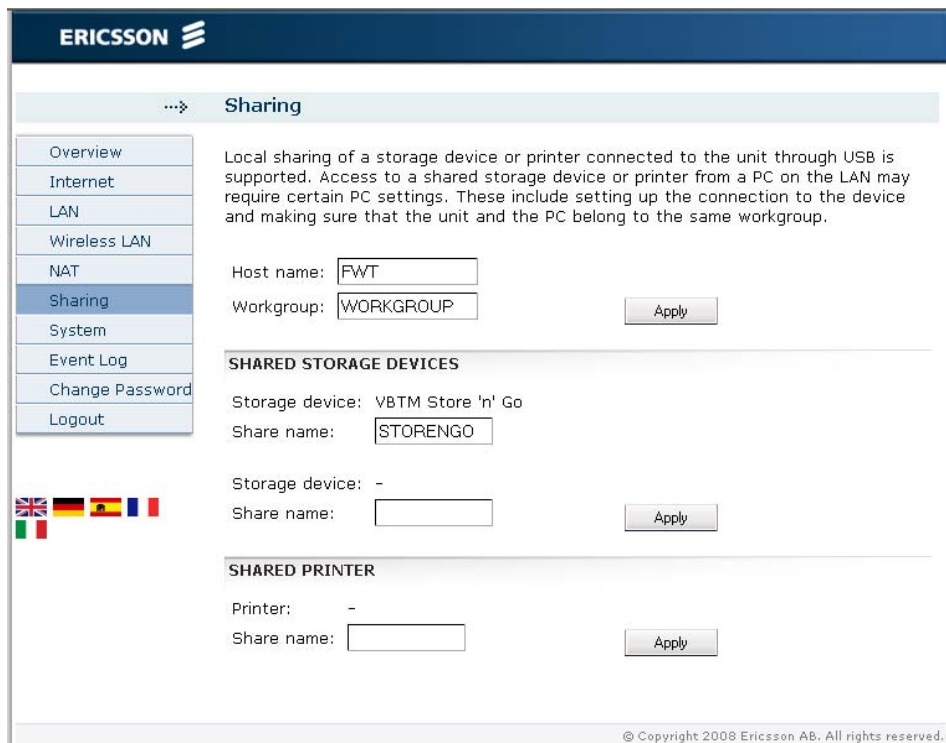 ERICSSON
Sharing
Overview
Internet
LAN
Wireless LAN
NAT
Sharing
System
Event Log
Change Password
Logout
Local sharing of a storage device or printer connected to the unit through USB is
supported. Access to a shared storage device or printer from a PC on the LAN may
require certain PC settings. These include setting up the connection to the device
and making sure that the unit and the PC belong to the same workgroup.
Host name: FWT
Workgroup: WORKGROUP Apply
SHARED STORAGE DEVICES
Storage device: VBTM Store 'n' Go
Share name: STORENGO
Storage device: -
Share name: Apply
SHARED PRINTER
Printer: -
Share name: Apply
© Copyright 2008 Ericsson AB. All rights reserved.